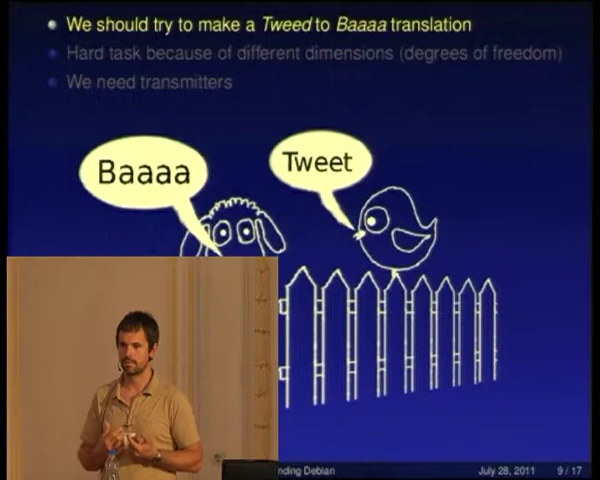 We should try to make a Tweed to Baaaa translation
Hard task because of different dimensions (degrees of freedom)
We need transmitters
Baaaa
Tweet
nding Debian
July 28, 2011
9 / 17